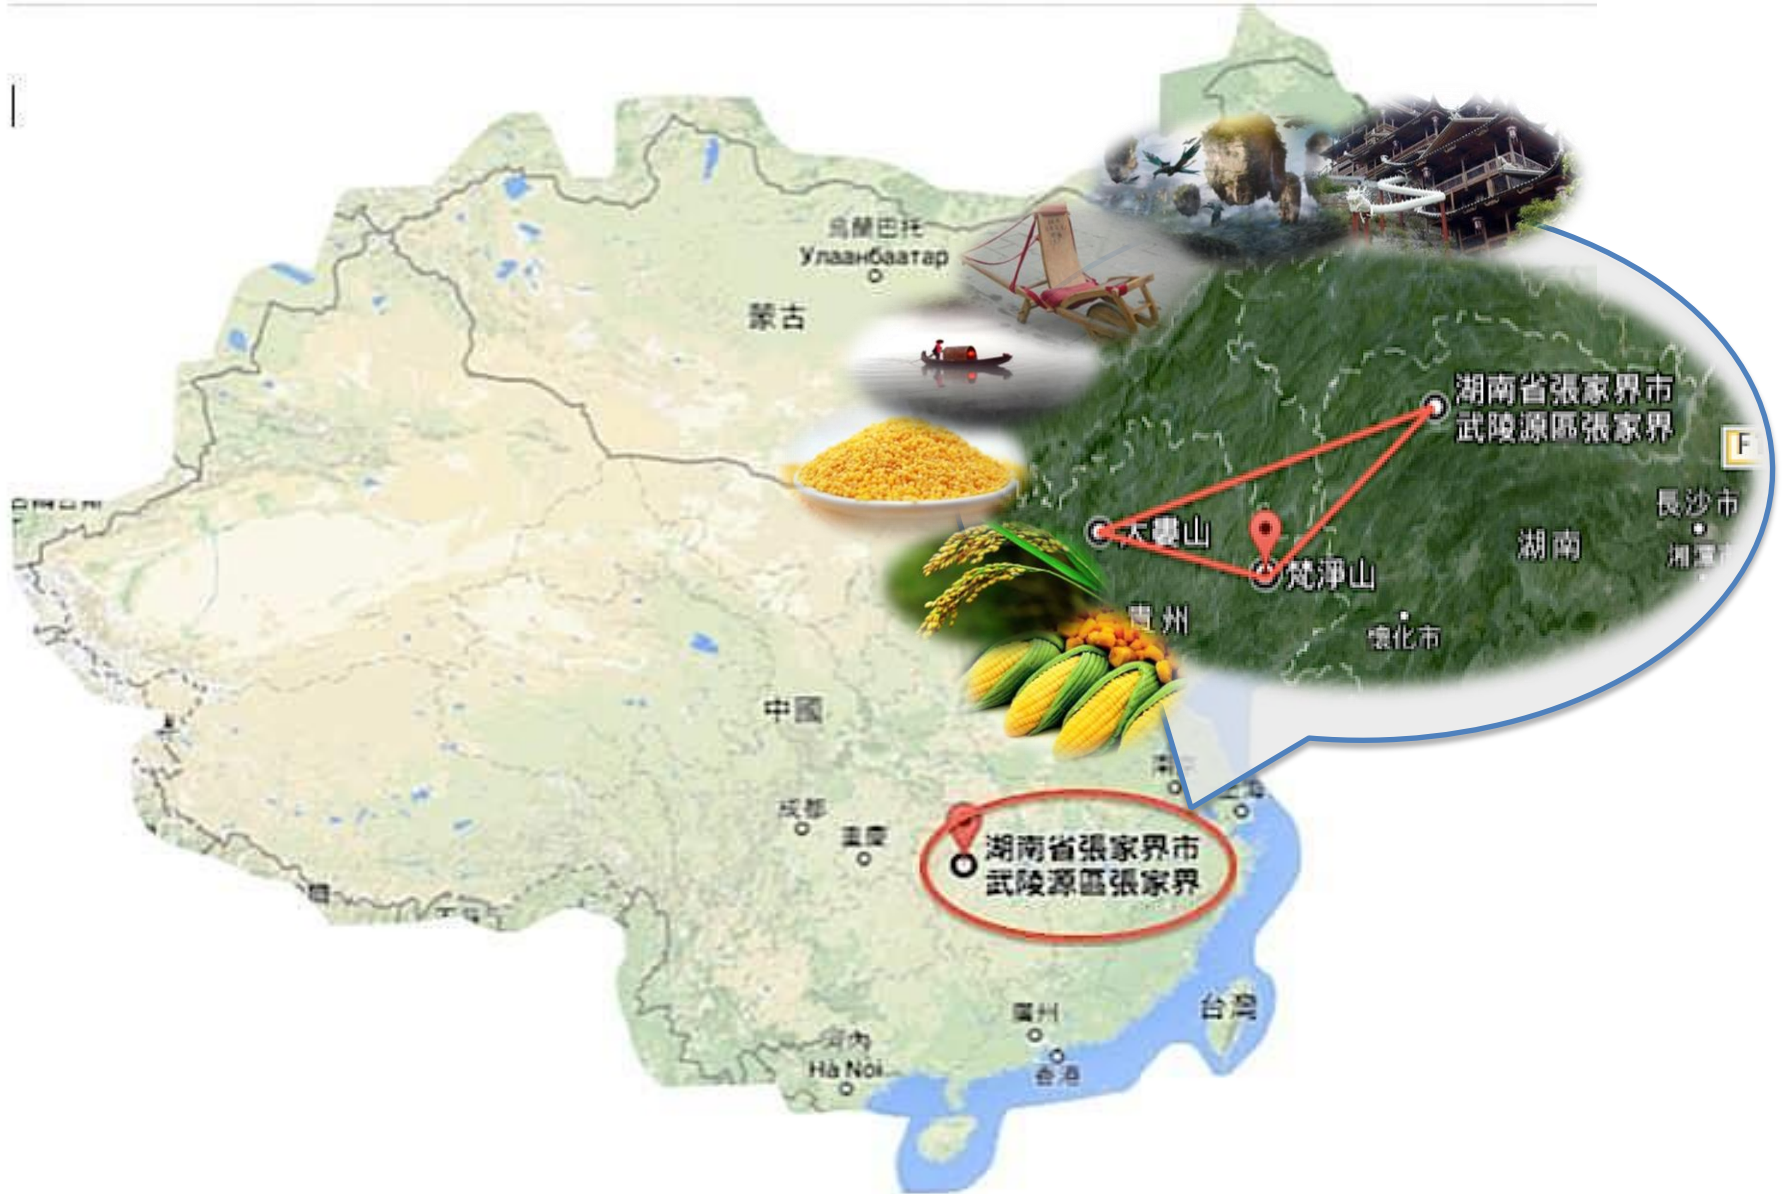 烏蘭巴托
Улаанбаатар
蒙古
湖南省張家界市
武陵源區張家界
F
長沙市
湖南
梵淨山
貴州
懷化市
中國
成都
重慶
湖南省張家界市
武陵源區張家界
廣州
香港
台灣
河內
Hà Nội